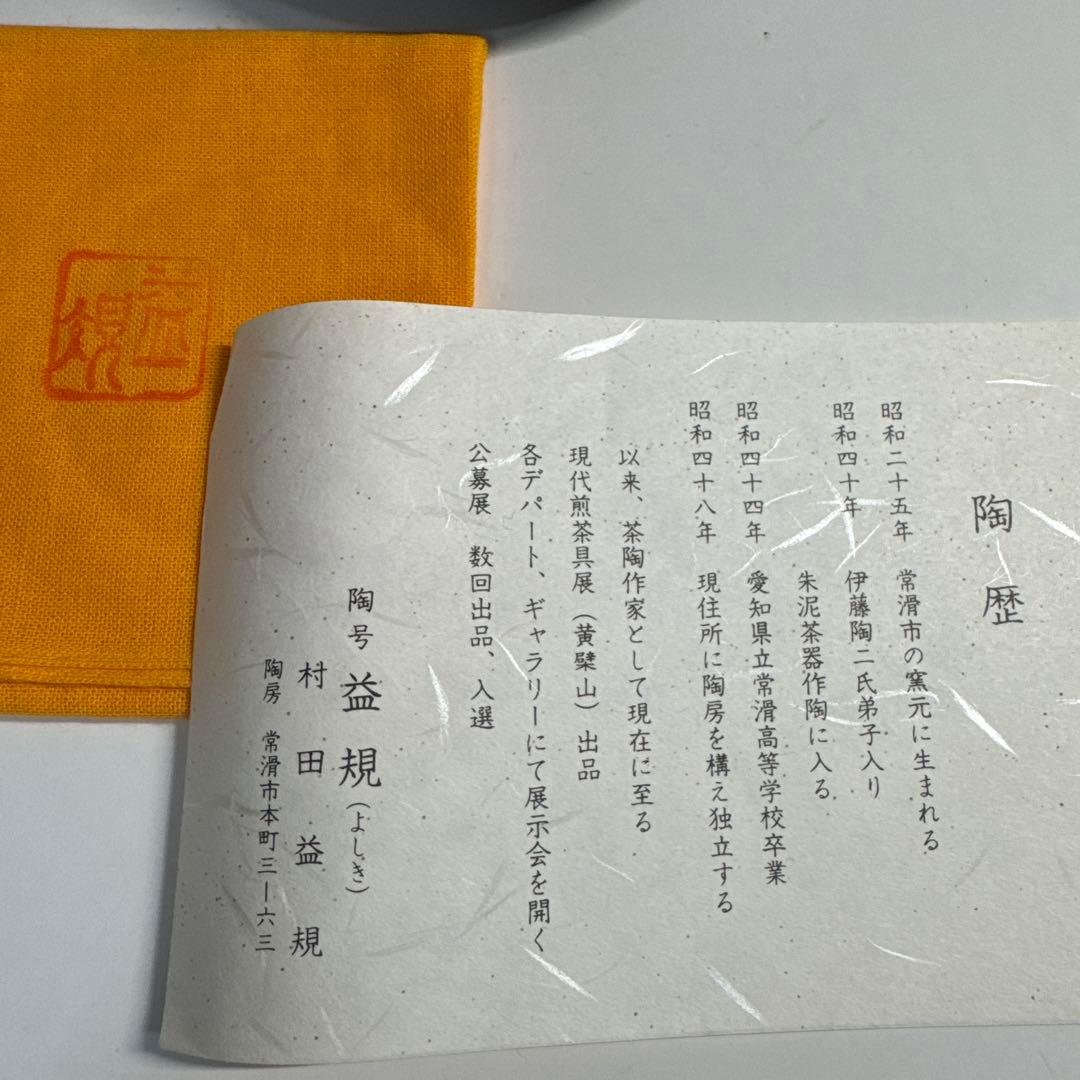 陶歴
昭和二十五年 常滑市の窯元に生まれる
昭和四十年 伊藤陶二氏弟子入り
朱泥茶器作陶に入る
昭和四十四年 愛知県立常滑高等学校卒業
昭和四十八年 現住所に陶房を構え独立する
以来、茶陶作家として現在に至る
現代煎茶具展（黄檗山）出品
各デパート、ギャラリーにて展示会を開く
公募展 数回出品、入選
陶号 益規（よしき）
村田益規
陶房 常滑市本町三ー六三
益規